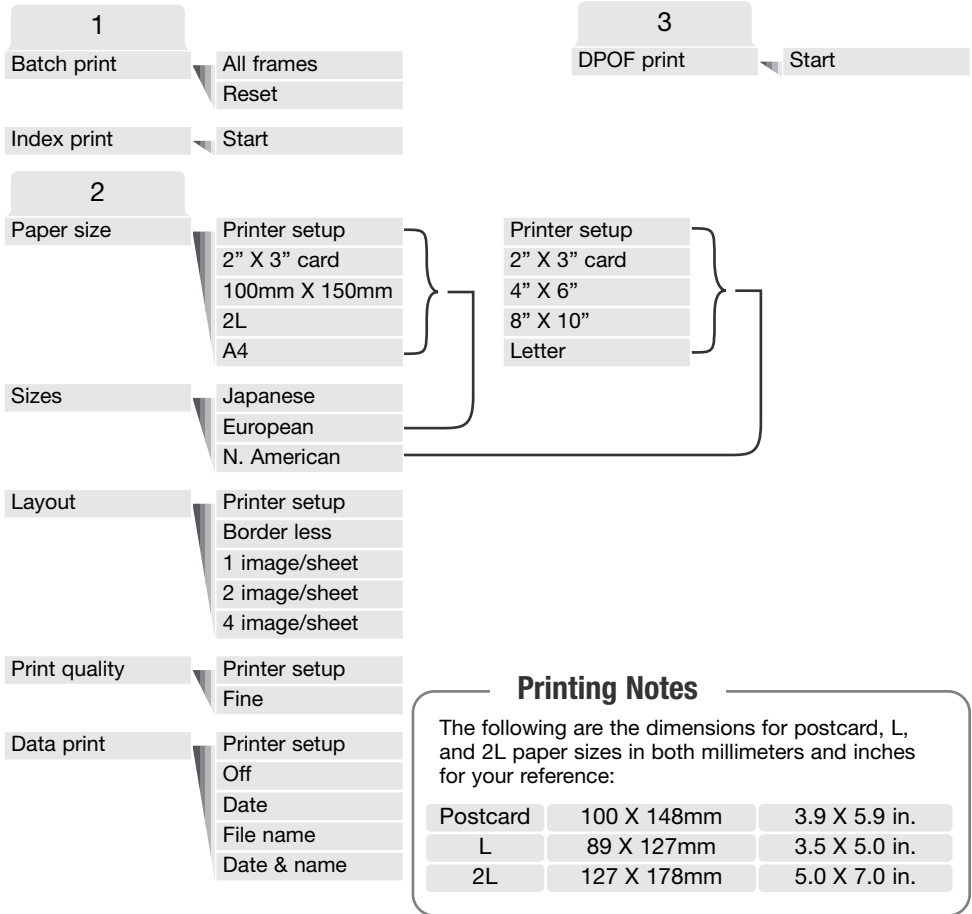 1
Batch print
All frames
Reset
Index print
Start
2
Paper size
Printer setup
2” X 3” card
100mm X 150mm
2L
A4
Printer setup
2” X 3” card
4” X 6”
8” X 10”
Letter
Sizes
Japanese
European
N. American
Layout
Printer setup
Border less
1 image/sheet
2 image/sheet
4 image/sheet
Print quality
Printer setup
Fine
Data print
Printer setup
Off
Date
File name
Date & name
3
DPOF print
Start
Printing Notes
The following are the dimensions for postcard, L,
and 2L paper sizes in both millimeters and inches
for your reference:
Postcard 100 X 148mm 3.9 X 5.9 in.
L 89 X 127mm 3.5 X 5.0 in.
2L 127 X 178mm 5.0 X 7.0 in.